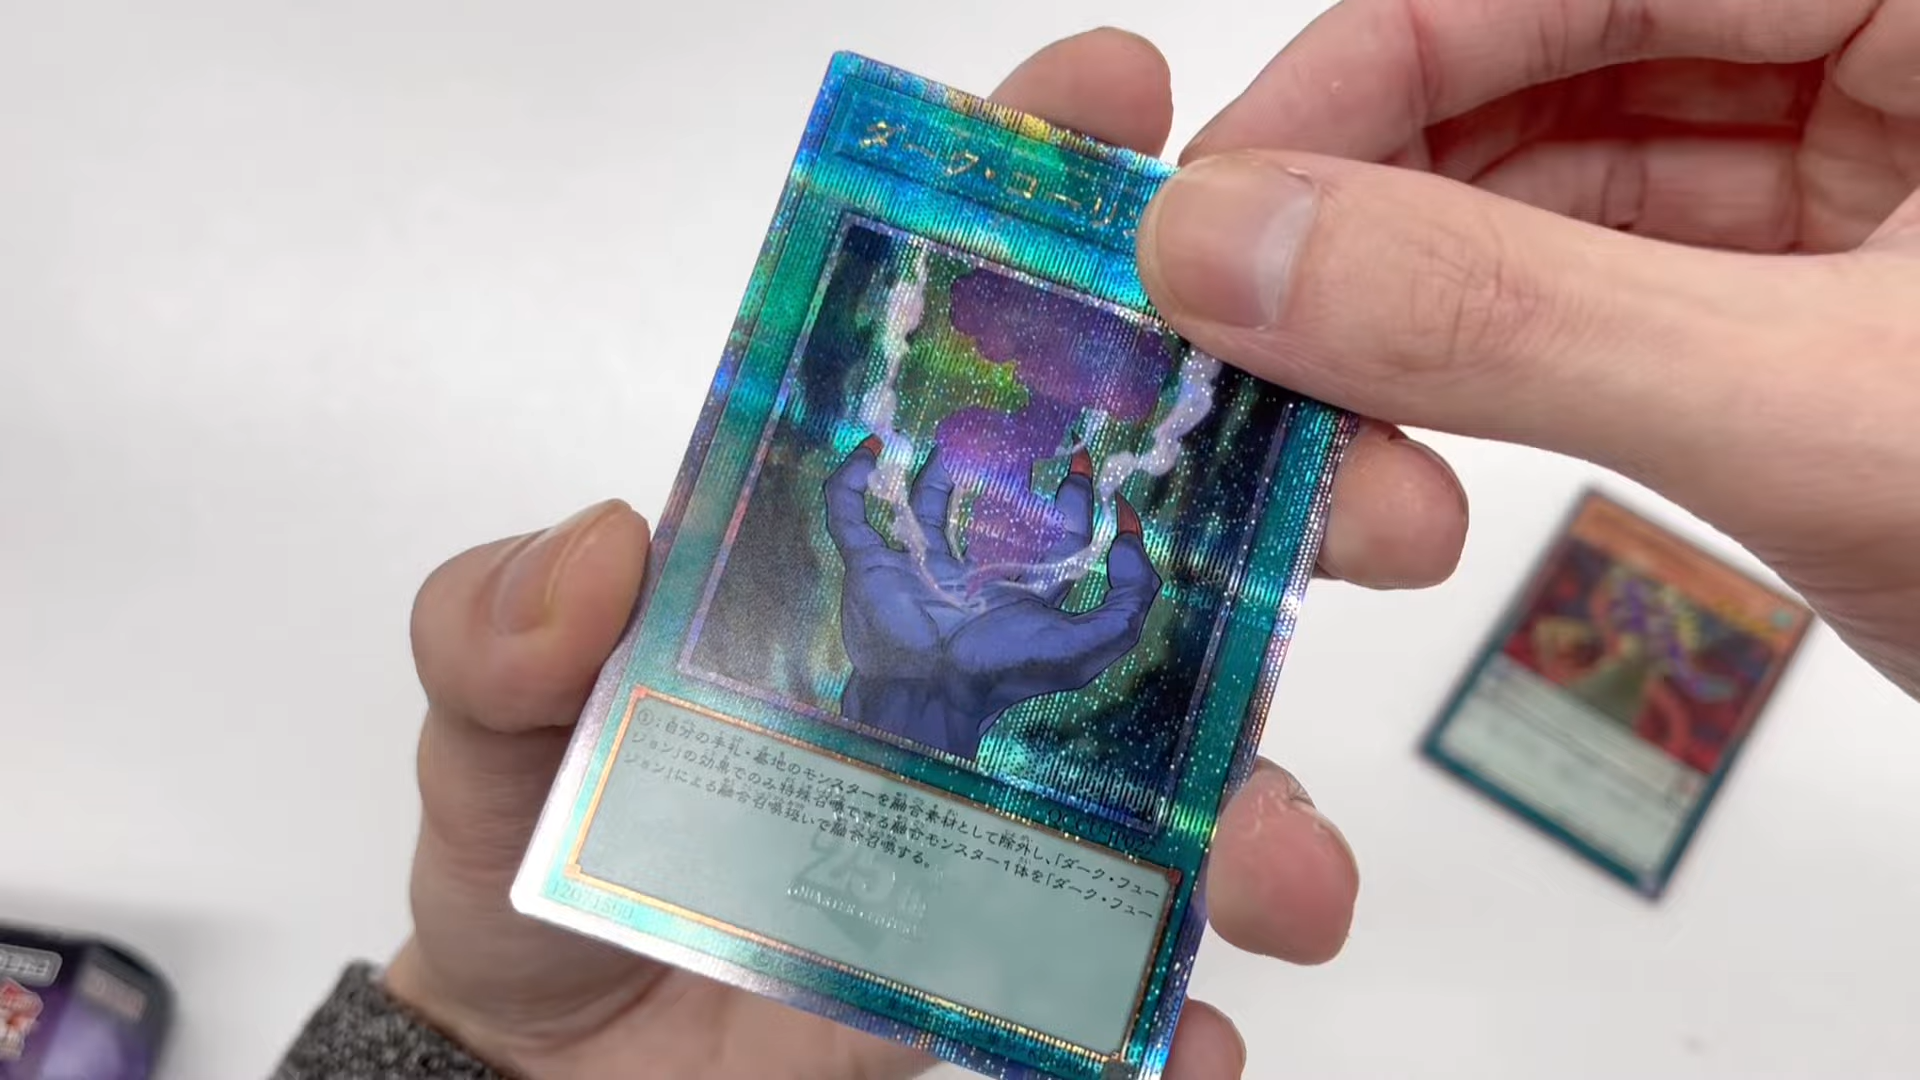 ダーク・コーリ
①:自分の手札・墓地のモンスターを融合素材として除外し、「ダーク・フュー
ジョン」の効果でのみ特殊召喚できる融合モンスター1体を「ダーク・フュー
ジョン」による融合召喚扱いで融合召喚する。
25th
QUARTER CENTURY
12071500